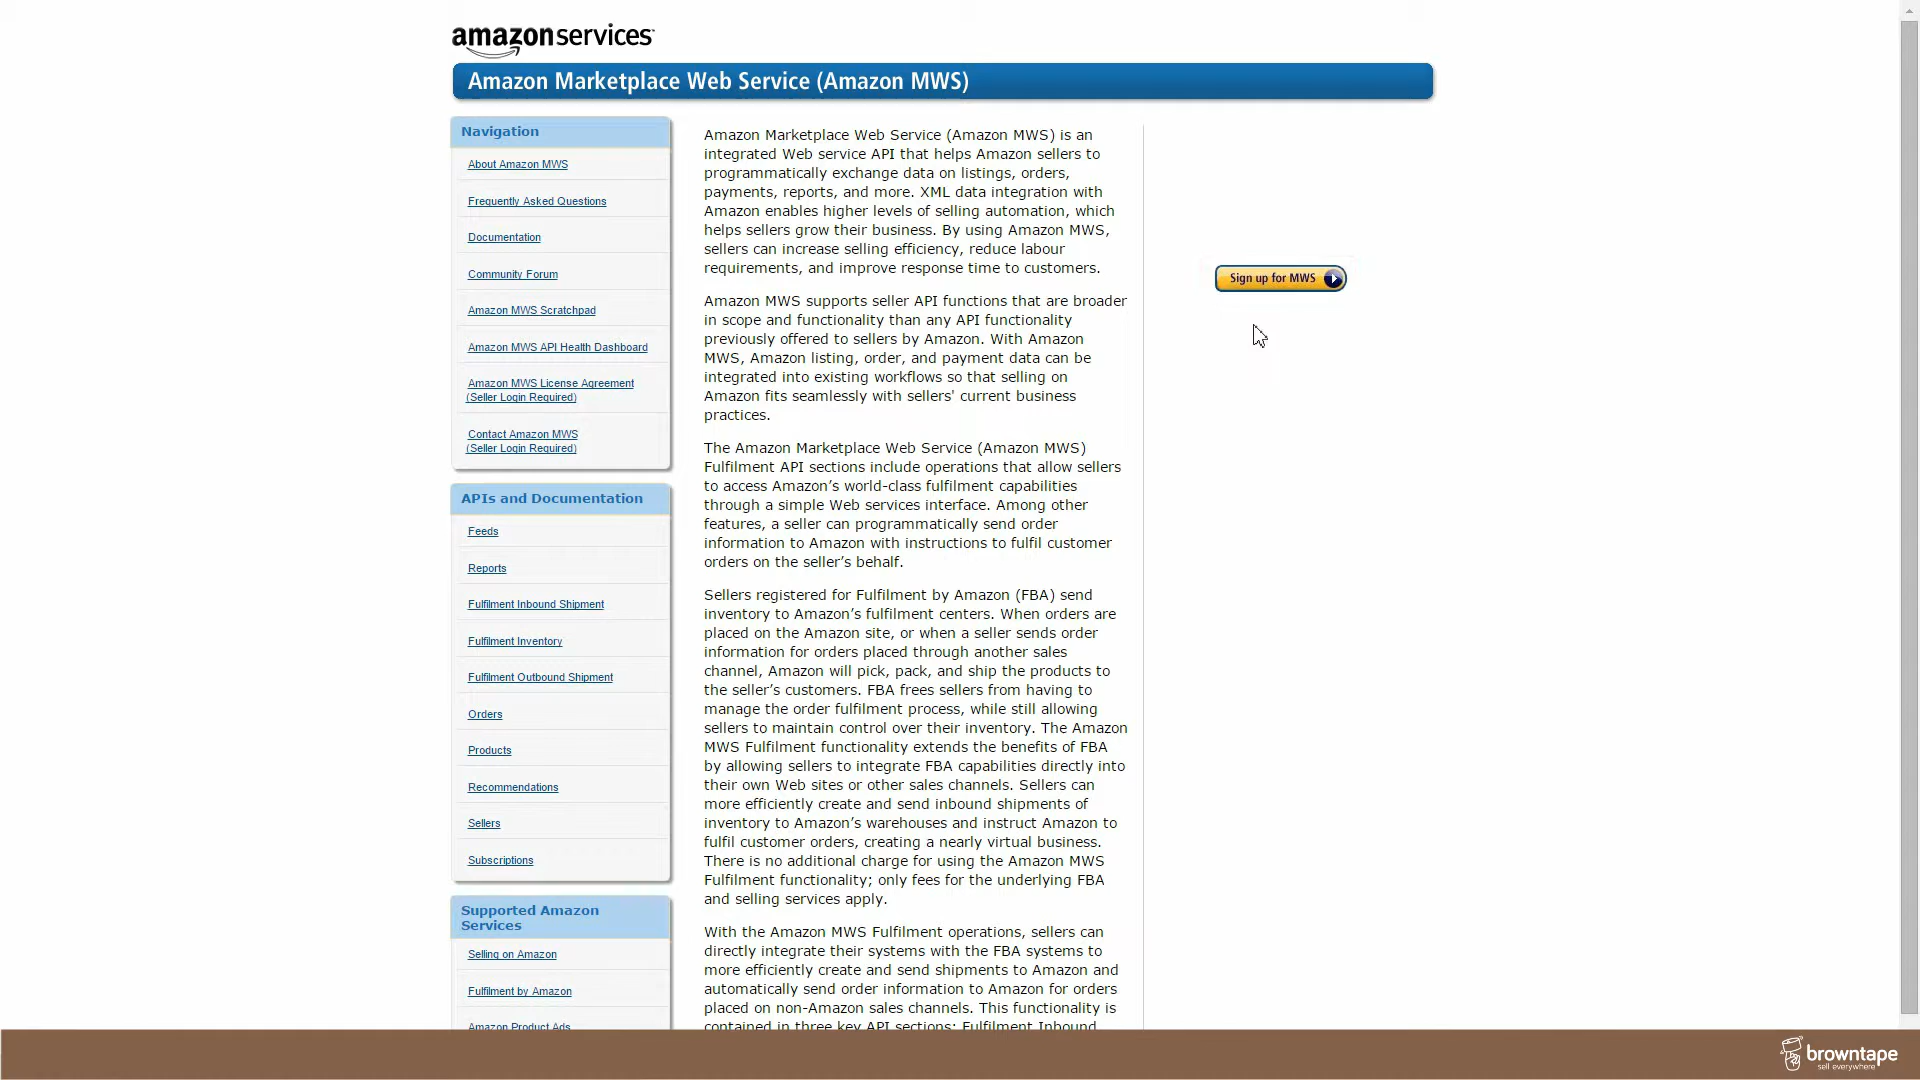 amazonservices
Amazon Marketplace Web Service (Amazon MWS)
Navigation
About Amazon MWS
Frequently Asked Questions
Documentation
Community Forum
Amazon MWS Scratchpad
Amazon MWS API Health Dashboard
Amazon MWS License Agreement
(Seller Login Required)
Contact Amazon MWS
(Seller Login Required)
APIs and Documentation
Feeds
Reports
Fulfilment Inbound Shipment
Fulfilment Inventory
Fulfilment Outbound Shipment
Orders
Products
Recommendations
Sellers
Subscriptions
Supported Amazon
Services
Selling on Amazon
Fulfilment by Amazon
Amazon Product Ads
Amazon Marketplace Web Service (Amazon MWS) is an
integrated Web service API that helps Amazon sellers to
programmatically exchange data on listings, orders,
payments, reports, and more. XML data integration with
Amazon enables higher levels of selling automation, which
helps sellers grow their business. By using Amazon MWS,
sellers can increase selling efficiency, reduce labour
requirements, and improve response time to customers.
Amazon MWS supports seller API functions that are broader
in scope and functionality than any API functionality
previously offered to sellers by Amazon. With Amazon
MWS, Amazon listing, order, and payment data can be
integrated into existing workflows so that selling on
Amazon fits seamlessly with sellers' current business
practices.
The Amazon Marketplace Web Service (Amazon MWS)
Fulfilment API sections include operations that allow sellers
to access Amazon’s world-class fulfilment capabilities
through a simple Web services interface. Among other
features, a seller can programmatically send order
information to Amazon with instructions to fulfil customer
orders on the seller’s behalf.
Sellers registered for Fulfilment by Amazon (FBA) send
inventory to Amazon’s fulfilment centers. When orders are
placed on the Amazon site, or when a seller sends order
information for orders placed through another sales
channel, Amazon will pick, pack, and ship the products to
the seller’s customers. FBA frees sellers from having to
manage the order fulfilment process, while still allowing
sellers to maintain control over their inventory. The Amazon
MWS Fulfilment functionality extends the benefits of FBA
by allowing sellers to integrate FBA capabilities directly into
their own Web sites or other sales channels. Sellers can
more efficiently create and send inbound shipments of
inventory to Amazon’s warehouses and instruct Amazon to
fulfil customer orders, creating a nearly virtual business.
There is no additional charge for using the Amazon MWS
Fulfilment functionality; only fees for the underlying FBA
and selling services apply.
With the Amazon MWS Fulfilment operations, sellers can
directly integrate their systems with the FBA systems to
more efficiently create and send shipments to Amazon and
automatically send order information to Amazon for orders
placed on non-Amazon sales channels. This functionality is
contained in three key API sections: Fulfilment Inbound
Sign up for MWS
browntape
sell everywhere